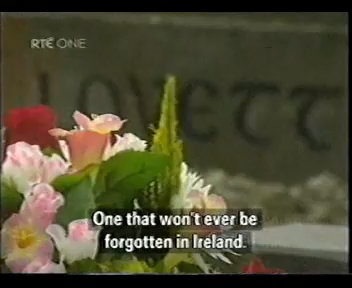 RTÉ ONE
LOVETT
One that won't ever be
forgotten in Ireland.